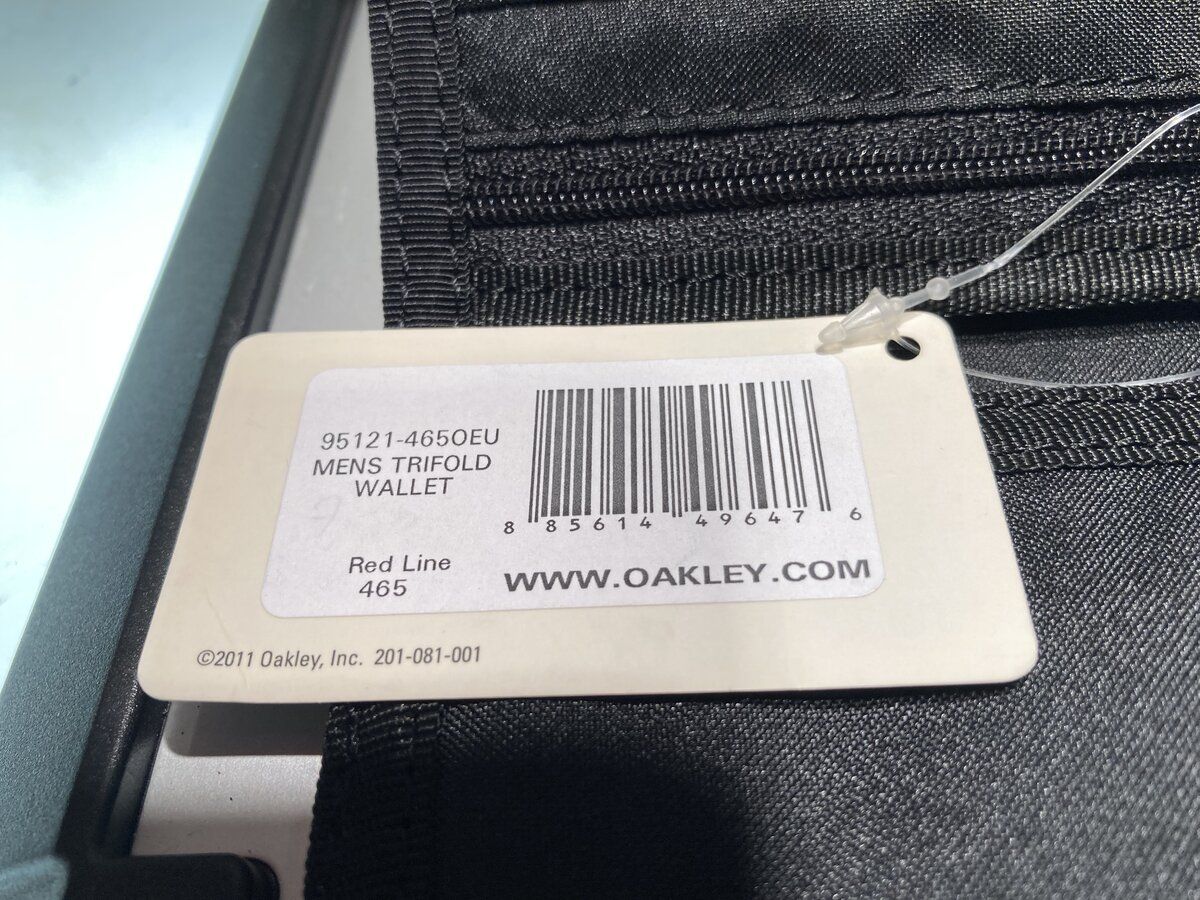 95121-465OEU
MENS TRIFOLD
WALLET
Red Line
465
8 85614 49647 6
WWW.OAKLEY.COM
©2011 Oakley, Inc. 201-081-001